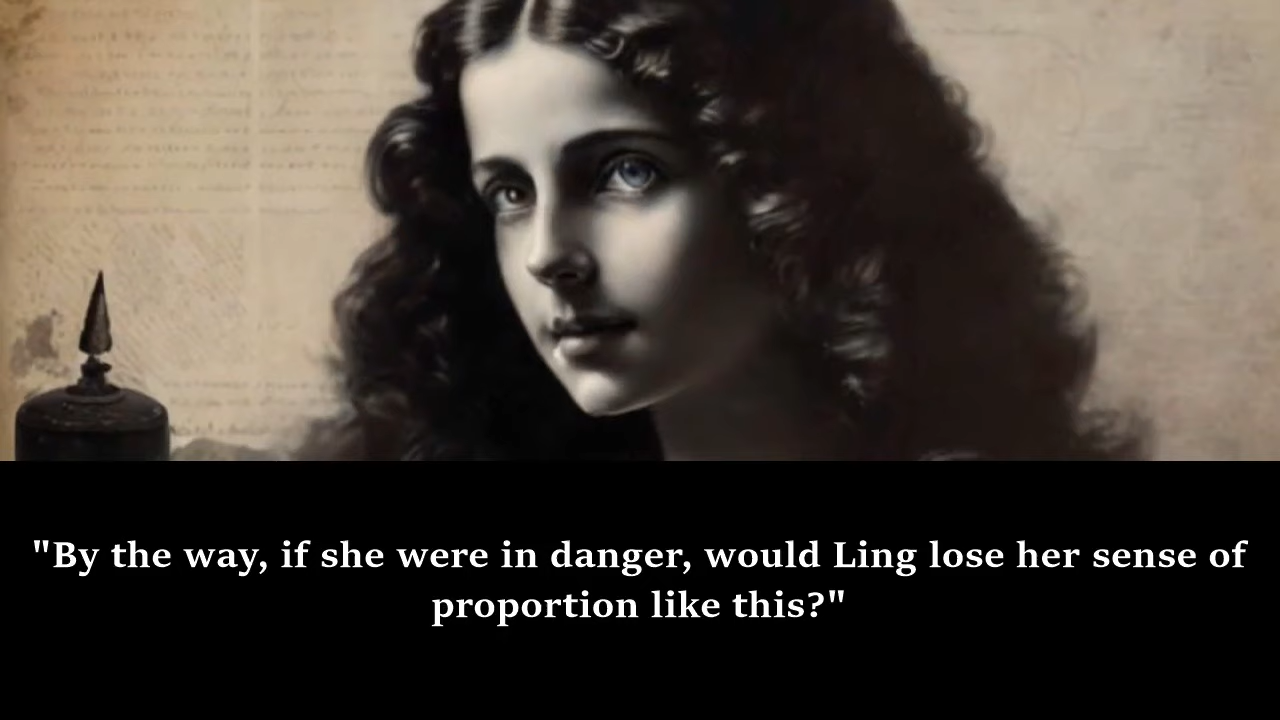 "By the way, if she were in danger, would Ling lose her sense of
proportion like this?"